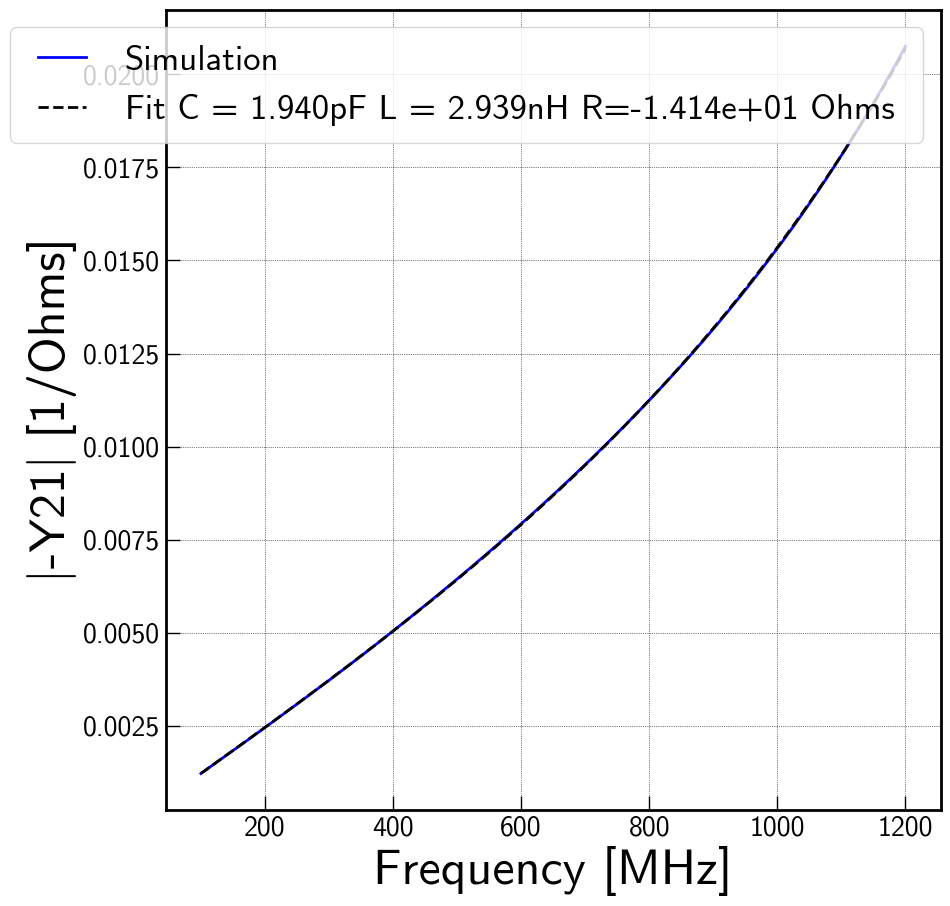 Simulation
Fit C = 1.940pF L = 2.939nH R=-1.414e+01 Ohms
0.0200
0.0175
0.0150
0.0125
0.0100
0.0075
0.0050
0.0025
|-Y21| [1/Ohms]
200 400 600 800 1000 1200
Frequency [MHz]